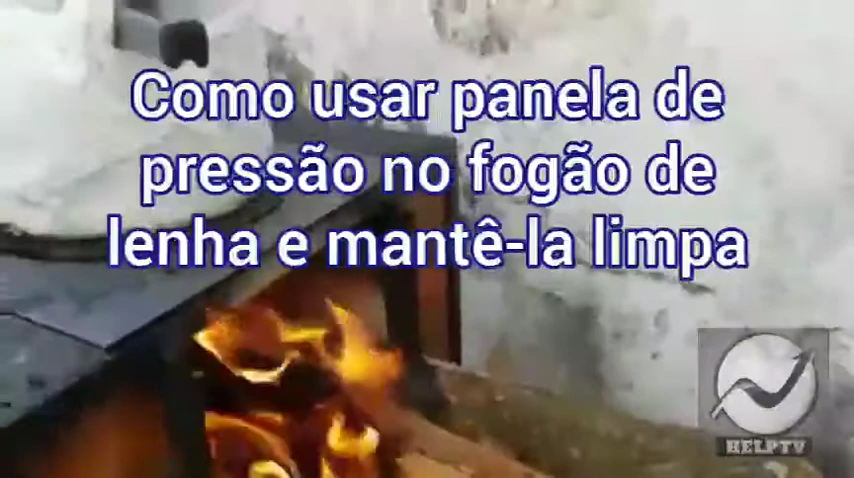 Como usar panela de
pressão no fogão de
lenha e mantê-la limpa
HELPTV